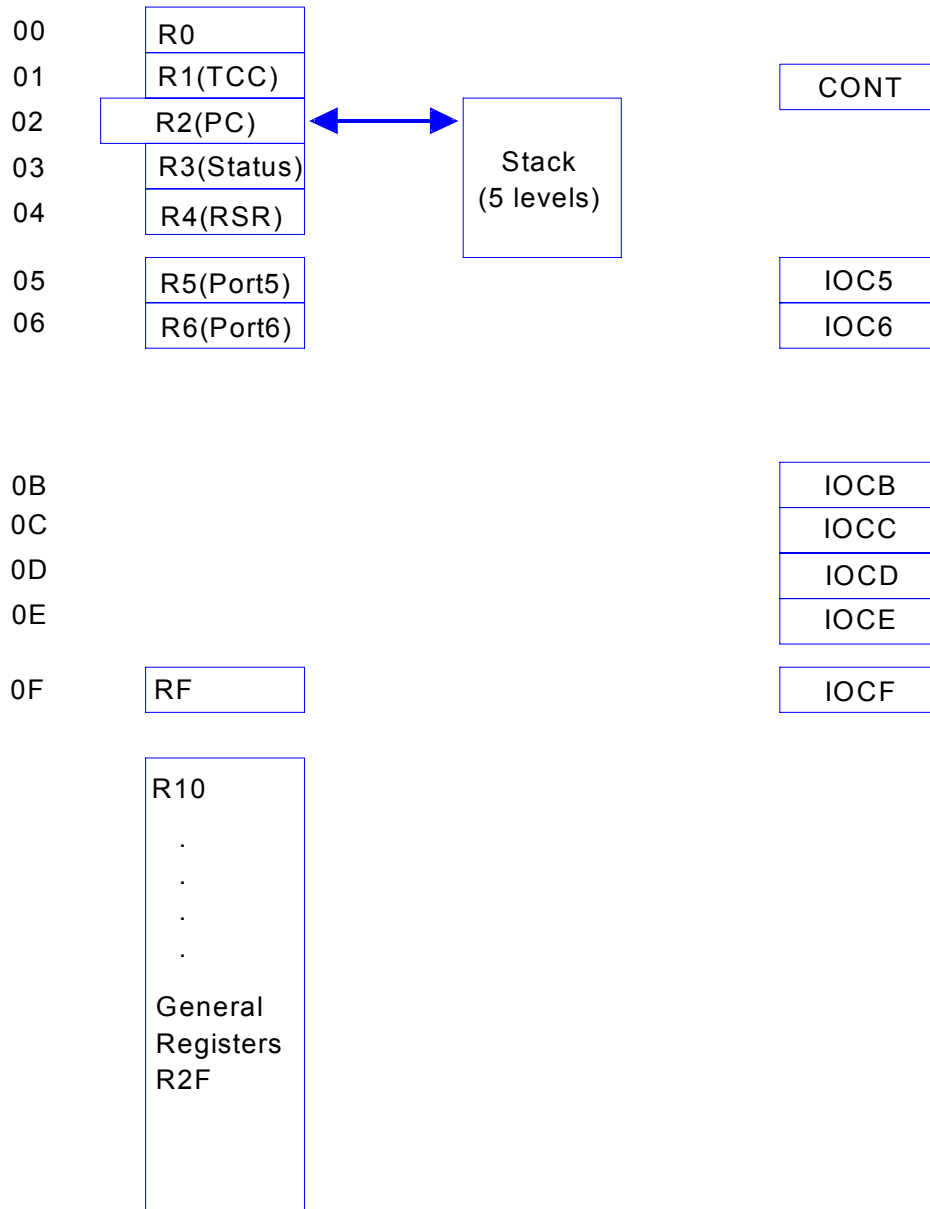 00 R0
01 R1(TCC) CONT
02 R2(PC)
03 R3(Status) Stack
04 R4(RSR) (5 levels)
05 R5(Port5) IOC5
06 R6(Port6) IOC6
0B IOCB
0C IOCC
0D IOCD
0E IOCE
0F RF IOCF
R10
.
.
.
.
General
Registers
R2F